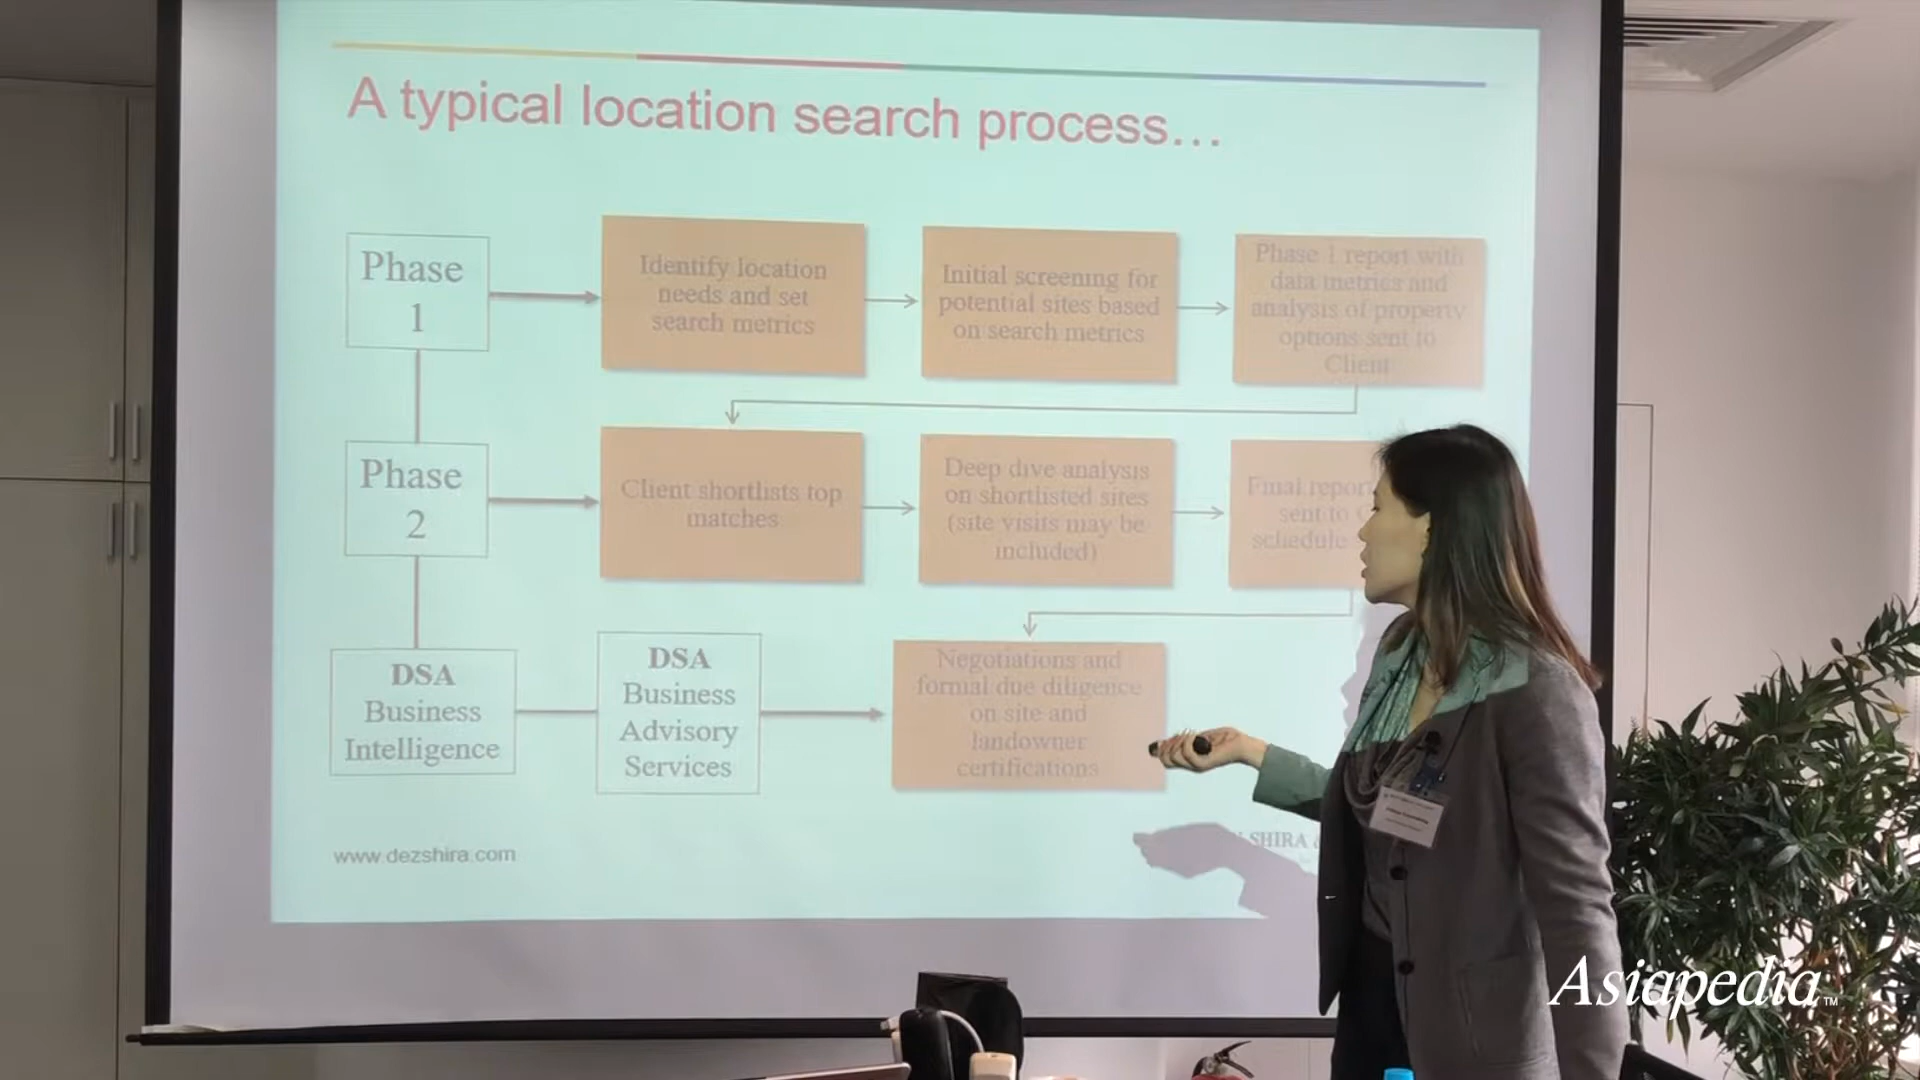 A typical location search process...
Phase
1
Identify location
needs and set
search metrics
Initial screening for
potential sites based
on search metrics
Phase 1 report with
data metrics and
analysis of property
options sent to
Client
Phase
2
Client shortlists top
matches
Deep dive analysis
on shortlisted sites
(site visits may be
included)
Final report
sent to
schedule
DSA
Business
Intelligence
DSA
Business
Advisory
Services
Negotiations and
formal due diligence
on site and
landowner
certifications
www.dezshira.com
SHIRA
Asiapedia™